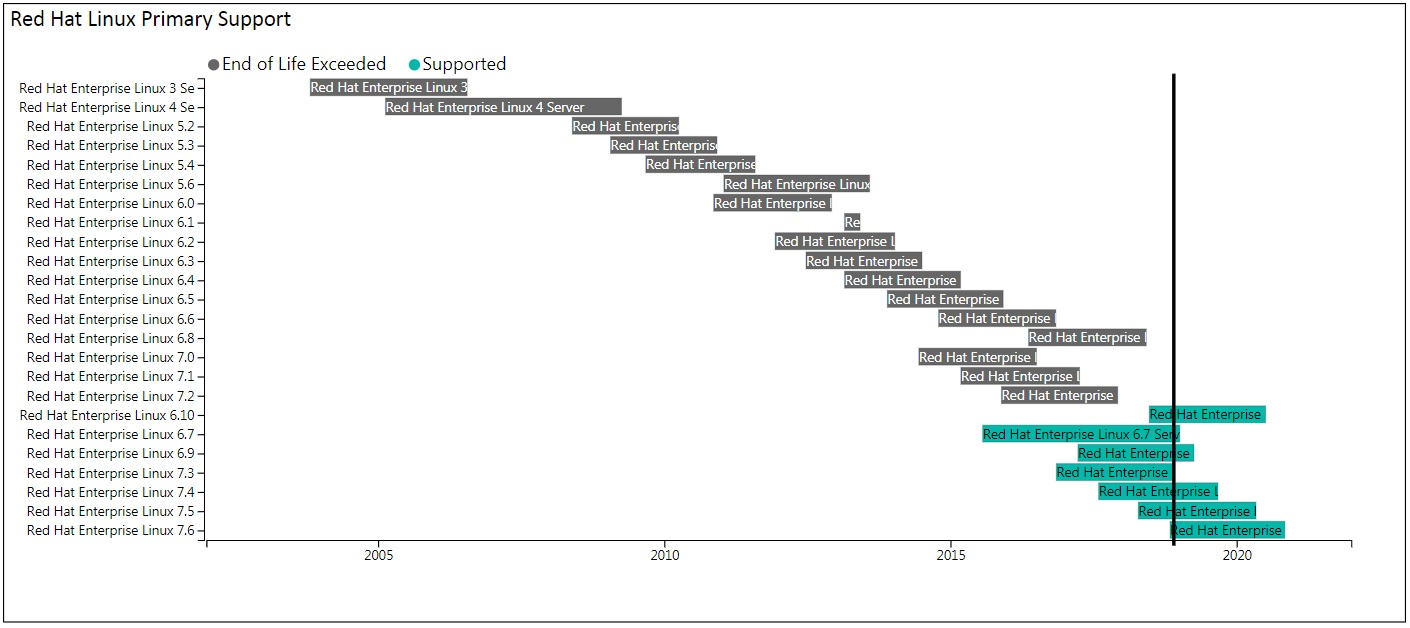 Red Hat Linux Primary Support
End of Life Exceeded Supported
Red Hat Enterprise Linux 3 Se Red Hat Enterprise Linux 3
Red Hat Enterprise Linux 4 Se Red Hat Enterprise Linux 4 Server
Red Hat Enterprise Linux 5.2 Red Hat Enterprise
Red Hat Enterprise Linux 5.3 Red Hat Enterprise
Red Hat Enterprise Linux 5.4 Red Hat Enterprise
Red Hat Enterprise Linux 5.6 Red Hat Enterprise Linux
Red Hat Enterprise Linux 6.0 Red Hat Enterprise
Red Hat Enterprise Linux 6.1 Re
Red Hat Enterprise Linux 6.2 Red Hat Enterprise L
Red Hat Enterprise Linux 6.3 Red Hat Enterprise
Red Hat Enterprise Linux 6.4 Red Hat Enterprise
Red Hat Enterprise Linux 6.5 Red Hat Enterprise
Red Hat Enterprise Linux 6.6 Red Hat Enterprise
Red Hat Enterprise Linux 6.8 Red Hat Enterprise
Red Hat Enterprise Linux 7.0 Red Hat Enterprise
Red Hat Enterprise Linux 7.1 Red Hat Enterprise L
Red Hat Enterprise Linux 7.2 Red Hat Enterprise
Red Hat Enterprise Linux 6.10 Red Hat Enterprise
Red Hat Enterprise Linux 6.7 Red Hat Enterprise Linux 6.7 Serv
Red Hat Enterprise Linux 6.9 Red Hat Enterprise
Red Hat Enterprise Linux 7.3 Red Hat Enterprise
Red Hat Enterprise Linux 7.4 Red Hat Enterprise L
Red Hat Enterprise Linux 7.5 Red Hat Enterprise
Red Hat Enterprise Linux 7.6 Red Hat Enterprise
2005 2010 2015 2020